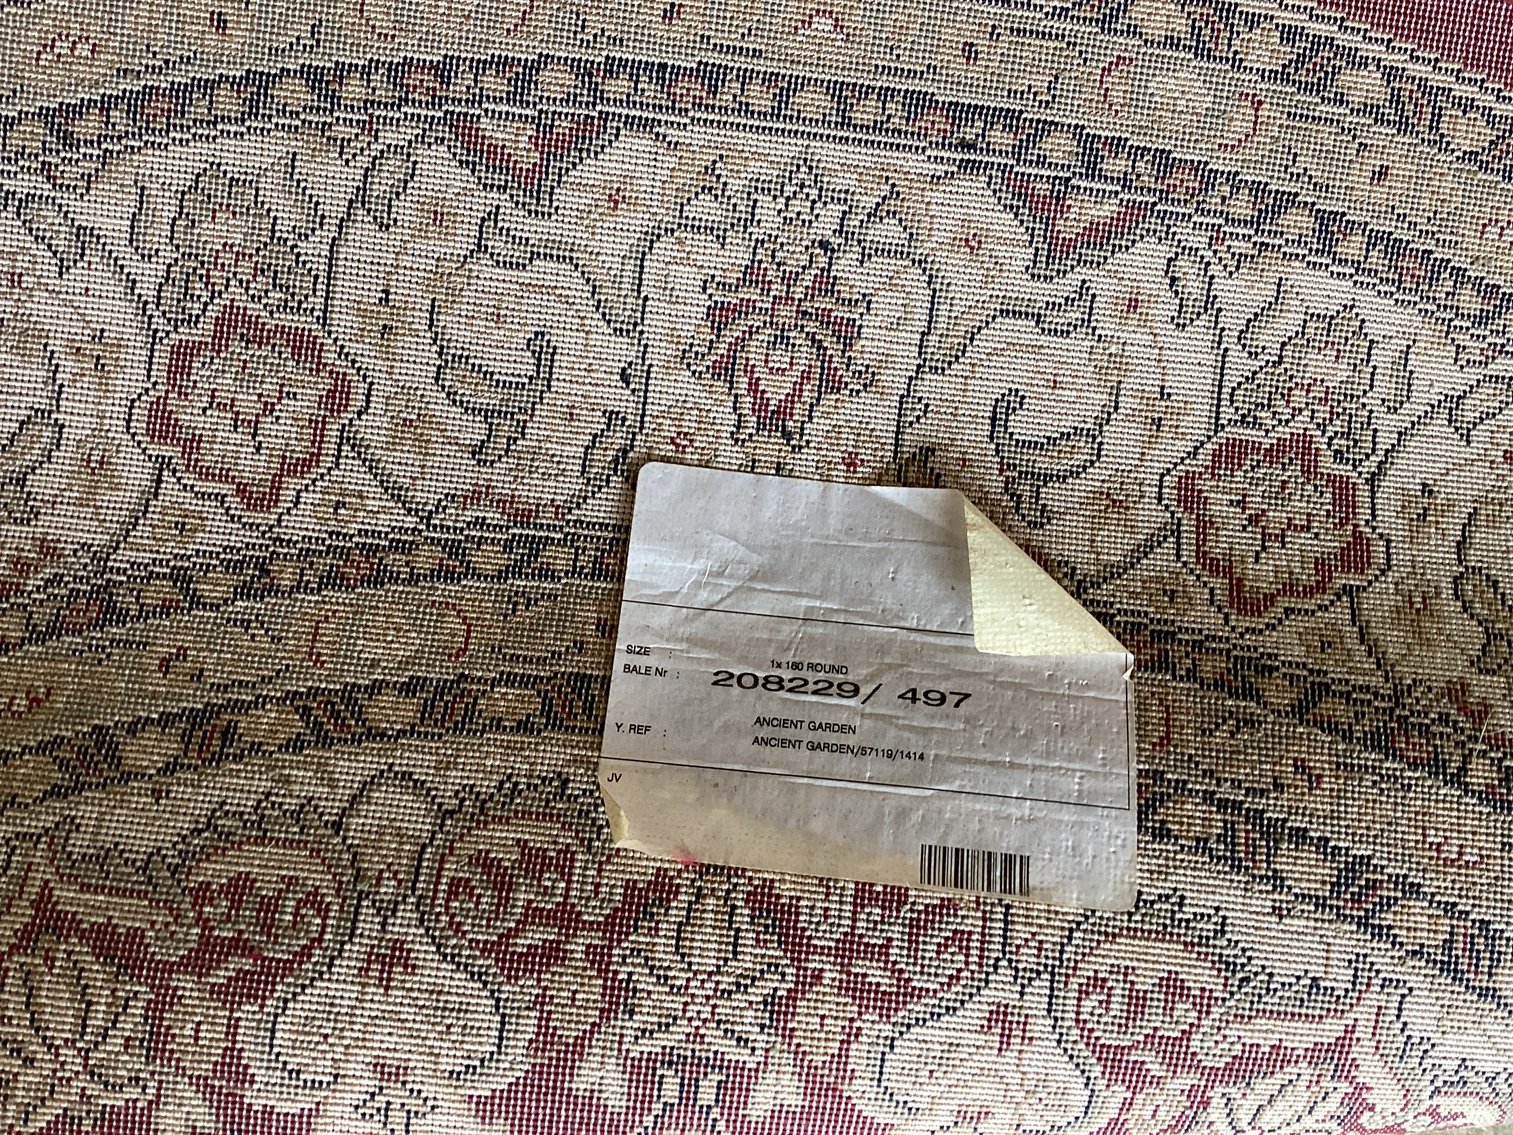 SIZE : 1x 160 ROUND
BALE Nr : 208229/ 497
ANCIENT GARDEN
Y. REF : ANCIENT GARDEN/57119/1414
JV